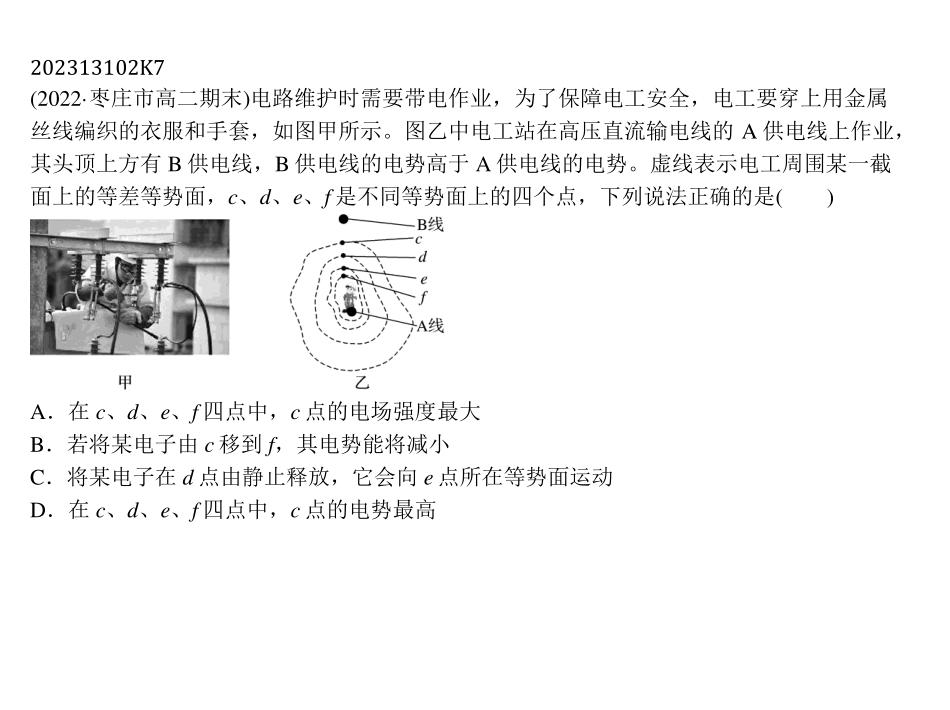 202313102K7
(2022·枣庄市高二期末)电路维护时需要带电作业，为了保障电工安全，电工要穿上用金属
丝线编织的衣服和手套，如图甲所示。图乙中电工站在高压直流输电线的 A 供电线上作业，
其头顶上方有 B 供电线，B 供电线的电势高于 A 供电线的电势。虚线表示电工周围某一截
面上的等差等势面，c、d、e、f 是不同等势面上的四个点，下列说法正确的是(　　)
B线
c
d
e
f
A线
甲
乙
A．在 c、d、e、f 四点中，c 点的电场强度最大
B．若将某电子由 c 移到 f，其电势能将减小
C．将某电子在 d 点由静止释放，它会向 e 点所在等势面运动
D．在 c、d、e、f 四点中，c 点的电势最高